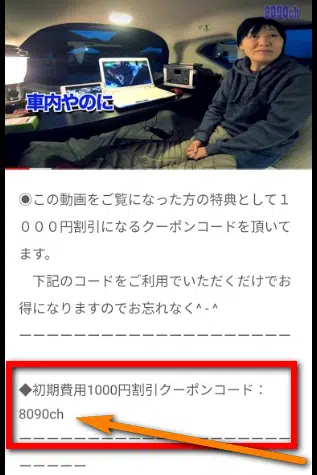 8090ch
車内やのに
◉この動画をご覧になった方の特典として１
０００円割引になるクーポンコードを頂いて
ます。
　下記のコードをご利用でいただくだけでお
得になりますのでお忘れなく^ - ^
ーーーーーーーーーーーーーーーーーーーー
◆初期費用1000円割引クーポンコード：
8090ch
ーーーーーーーーーーーーーーーーーーーー
ーーーーー